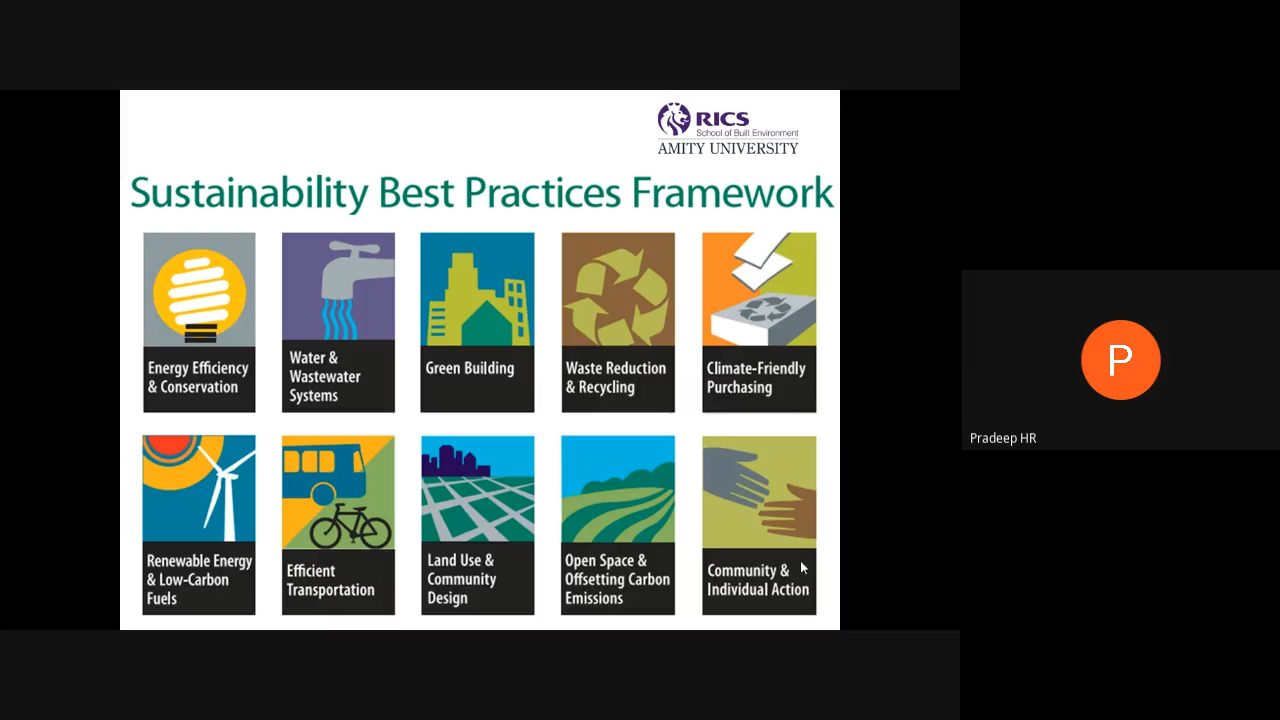 RICS
School of Built Environment
AMITY UNIVERSITY
Sustainability Best Practices Framework
Energy Efficiency
& Conservation
Water &
Wastewater
Systems
Green Building
Waste Reduction
& Recycling
Climate-Friendly
Purchasing
Renewable Energy
& Low-Carbon
Fuels
Efficient
Transportation
Land Use &
Community
Design
Open Space &
Offsetting Carbon
Emissions
Community &
Individual Action
P
Pradeep HR